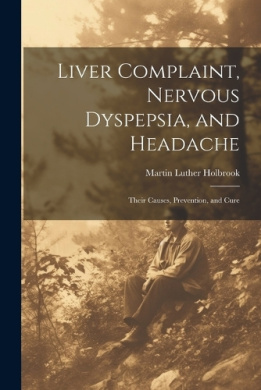 Liver Complaint,
Nervous
Dyspepsia, and
Headache
Martin Luther Holbrook
Their Causes, Prevention, and Cure